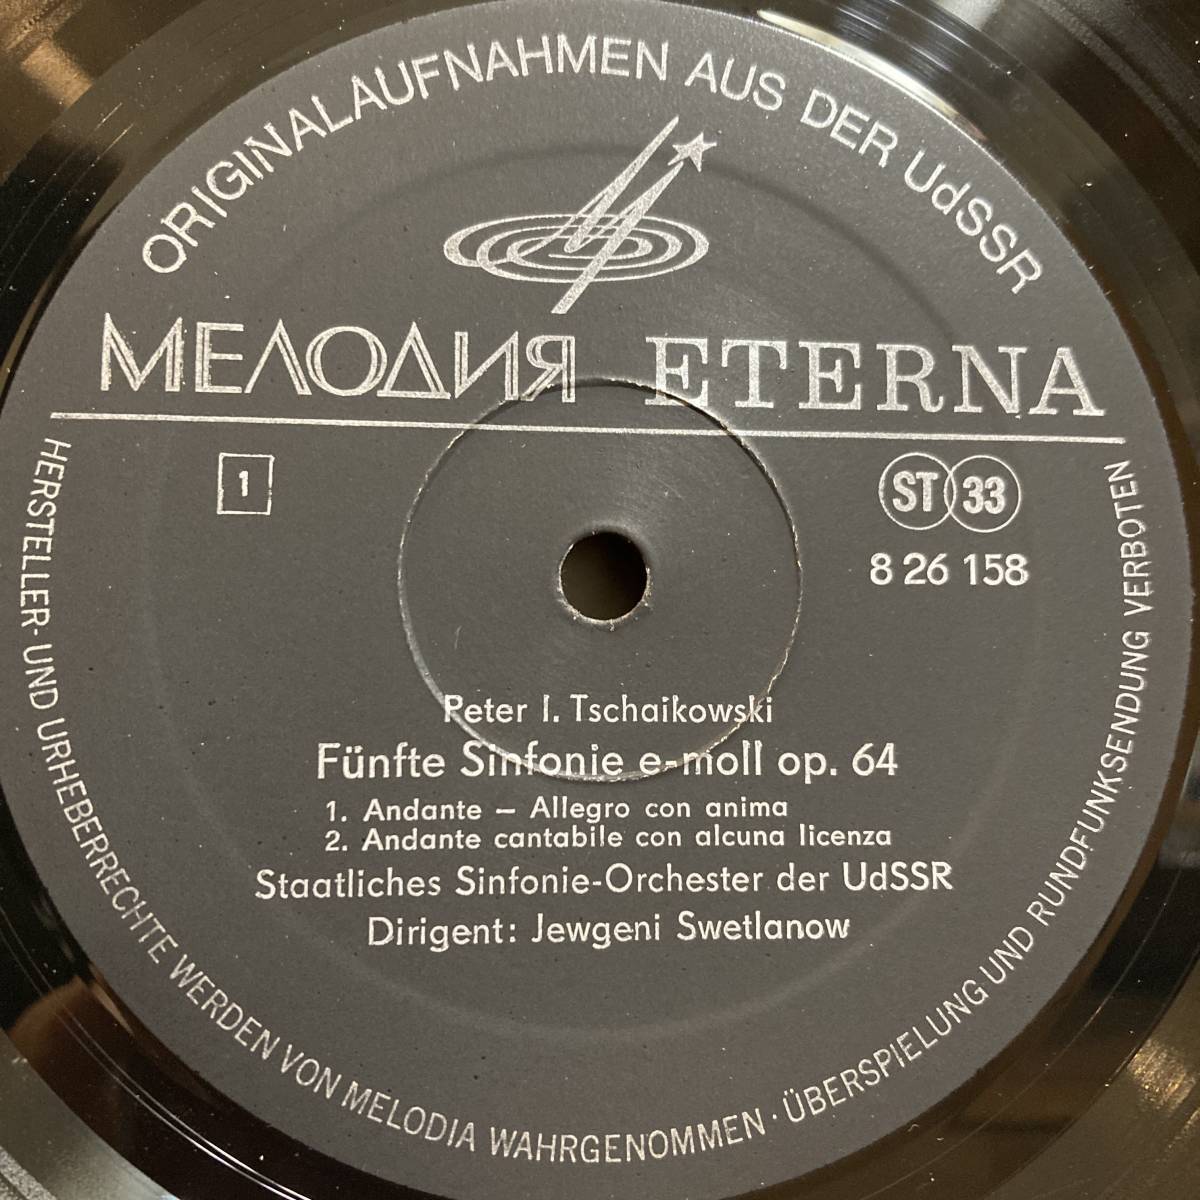 ORIGINALAUFNAHMEN AUS DER UdSSR
МЕЛОДИЯ ETERNA
1
ST 33
8 26 158
Peter I. Tschaikowski
Fünfte Sinfonie e-moll op. 64
1. Andante – Allegro con anima
2. Andante cantabile con alcuna licenza
Staatliches Sinfonie-Orchester der UdSSR
Dirigent: Jewgeni Swetlanow
HERSTELLER- UND URHEBERRECHTE WERDEN VON MELODIA WAHRGENOMMEN · ÜBERSPIELUNG UND RUNDFUNKSENDUNG VERBOTEN